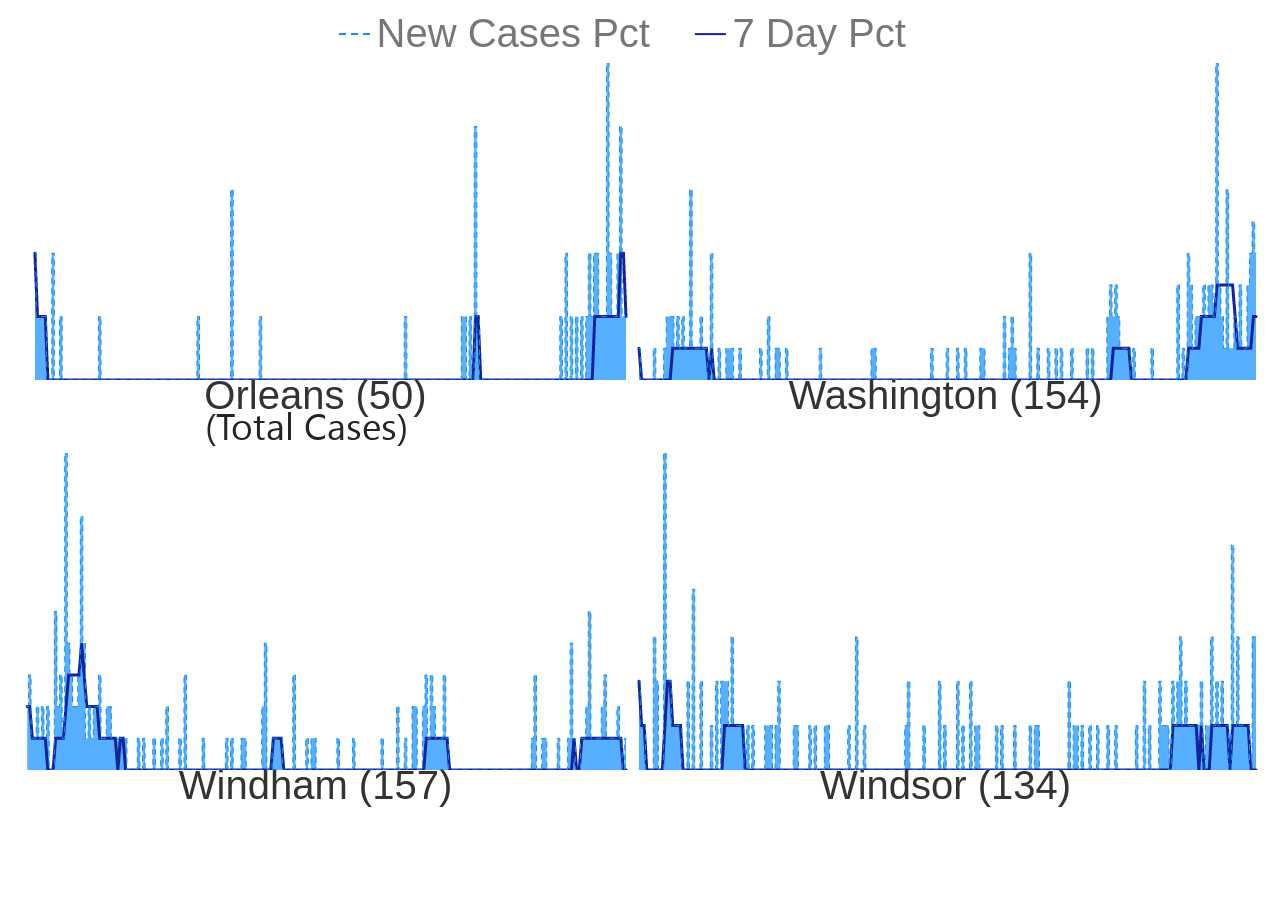 New Cases Pct 7 Day Pct
Orleans (50) Washington (154)
(Total Cases)
Windham (157) Windsor (134)